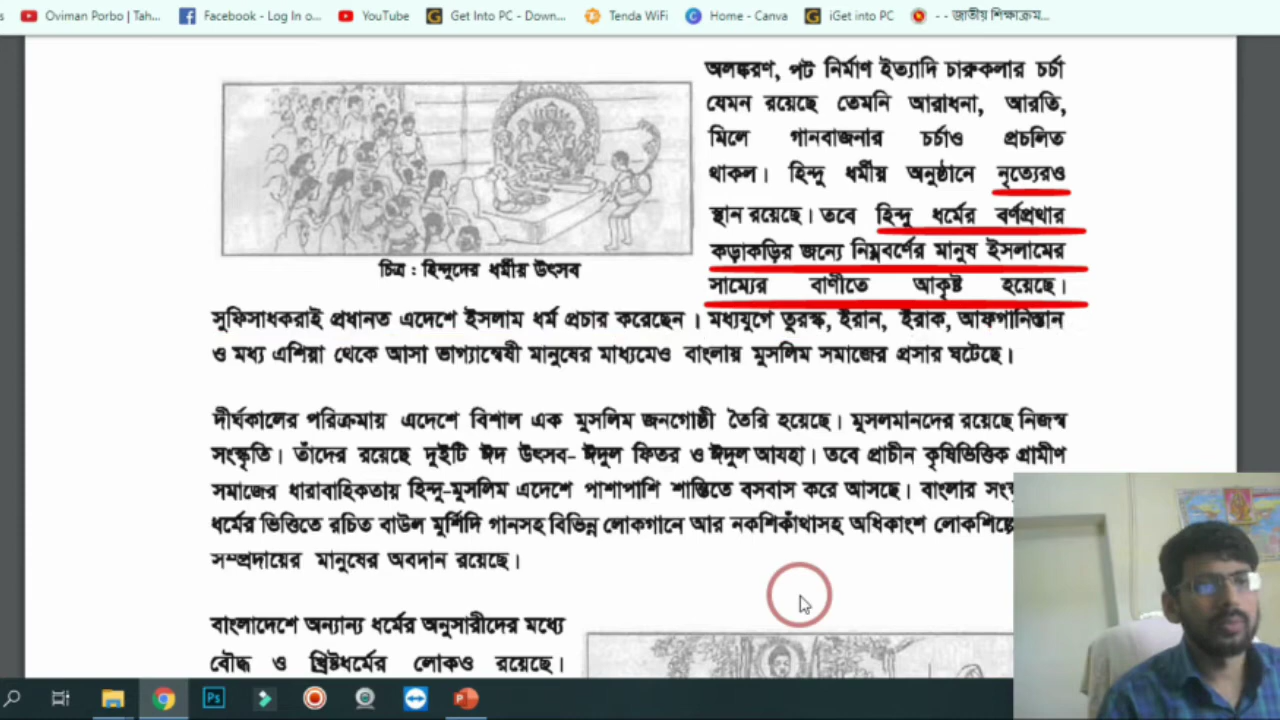 Oviman Porbo | Tah...
Facebook - Log In o...
YouTube
Get Into PC - Down...
Tenda WiFi
Home - Canva
iGet into PC
- - জাতীয় শিক্ষাক্রম...
অলঙ্করণ, পট নির্মাণ ইত্যাদি চারুকলার চর্চা
যেমন রয়েছে তেমনি আরাধনা, আরতি,
মিলে গানবাজনার চর্চাও প্রচলিত
থাকল। হিন্দু ধর্মীয় অনুষ্ঠানে নৃত্যেরও
স্থান রয়েছে। তবে হিন্দু ধর্মের বর্ণপ্রথার
কড়াকড়ির জন্যে নিম্নবর্ণের মানুষ ইসলামের
সাম্যের বাণীতে আকৃষ্ট হয়েছে।
চিত্র : হিন্দুদের ধর্মীয় উৎসব
সুফিসাধকরাই প্রধানত এদেশে ইসলাম ধর্ম প্রচার করেছেন। মধ্যযুগে তুরস্ক, ইরান, ইরাক, আফগানিস্তান
ও মধ্য এশিয়া থেকে আসা ভাগ্যান্বেষী মানুষের মাধ্যমেও বাংলায় মুসলিম সমাজের প্রসার ঘটেছে।
দীর্ঘকালের পরিক্রমায় এদেশে বিশাল এক মুসলিম জনগোষ্ঠী তৈরি হয়েছে। মুসলমানদের রয়েছে নিজস্ব
সংস্কৃতি। তাঁদের রয়েছে দুইটি ঈদ উৎসব- ঈদুল ফিতর ও ঈদুল আযহা। তবে প্রাচীন কৃষিভিত্তিক গ্রামীণ
সমাজের ধারাবাহিকতায় হিন্দু-মুসলিম এদেশে পাশাপাশি শান্তিতে বসবাস করে আসছে। বাংলার
ধর্মের ভিত্তিতে রচিত বাউল মুর্শিদি গানসহ বিভিন্ন লোকগানে আর নকশিকাঁথাসহ অধিকাংশ
সম্প্রদায়ের মানুষের অবদান রয়েছে।
বাংলাদেশে অন্যান্য ধর্মের অনুসারীদের মধ্যে
বৌদ্ধ ও খ্রিষ্টধর্মের লোকও রয়েছে।
Ps